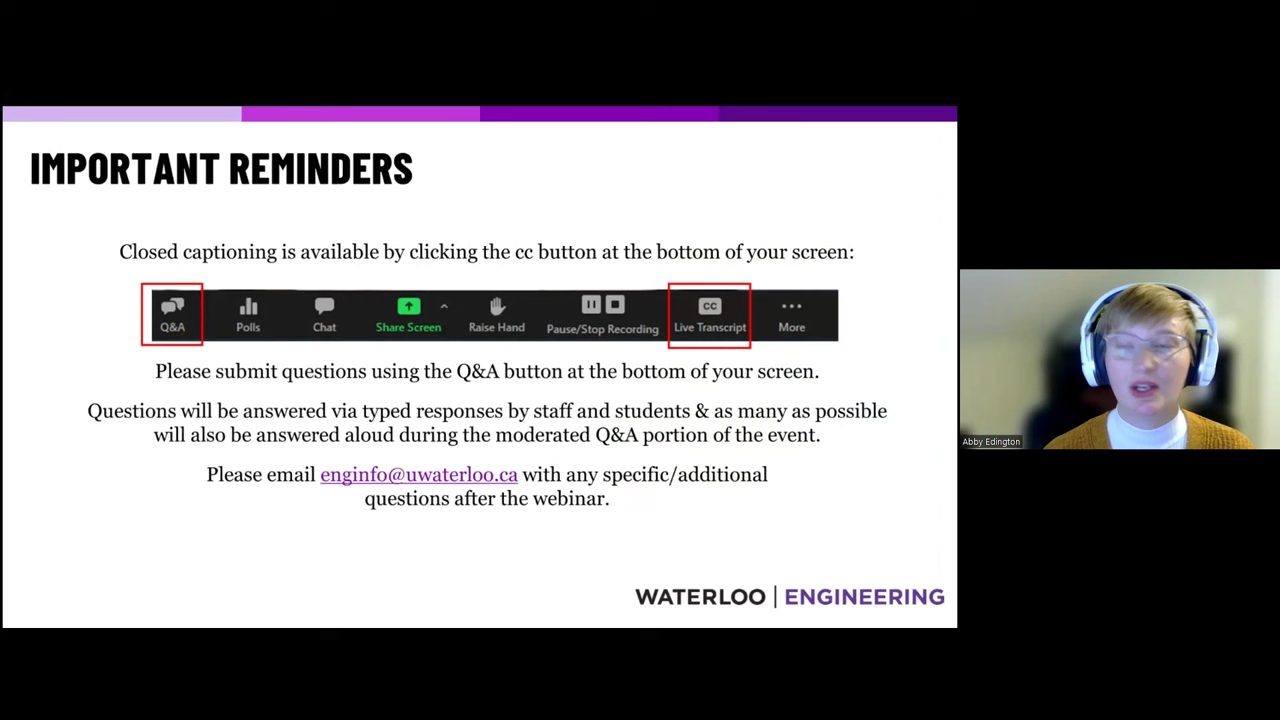 IMPORTANT REMINDERS
Closed captioning is available by clicking the cc button at the bottom of your screen:
Q&A Polls Chat Share Screen Raise Hand Pause/Stop Recording CC Live Transcript More
Please submit questions using the Q&A button at the bottom of your screen.
Questions will be answered via typed responses by staff and students & as many as possible
will also be answered aloud during the moderated Q&A portion of the event.
Please email enginfo@uwaterloo.ca with any specific/additional
questions after the webinar.
WATERLOO | ENGINEERING
Abby Edington